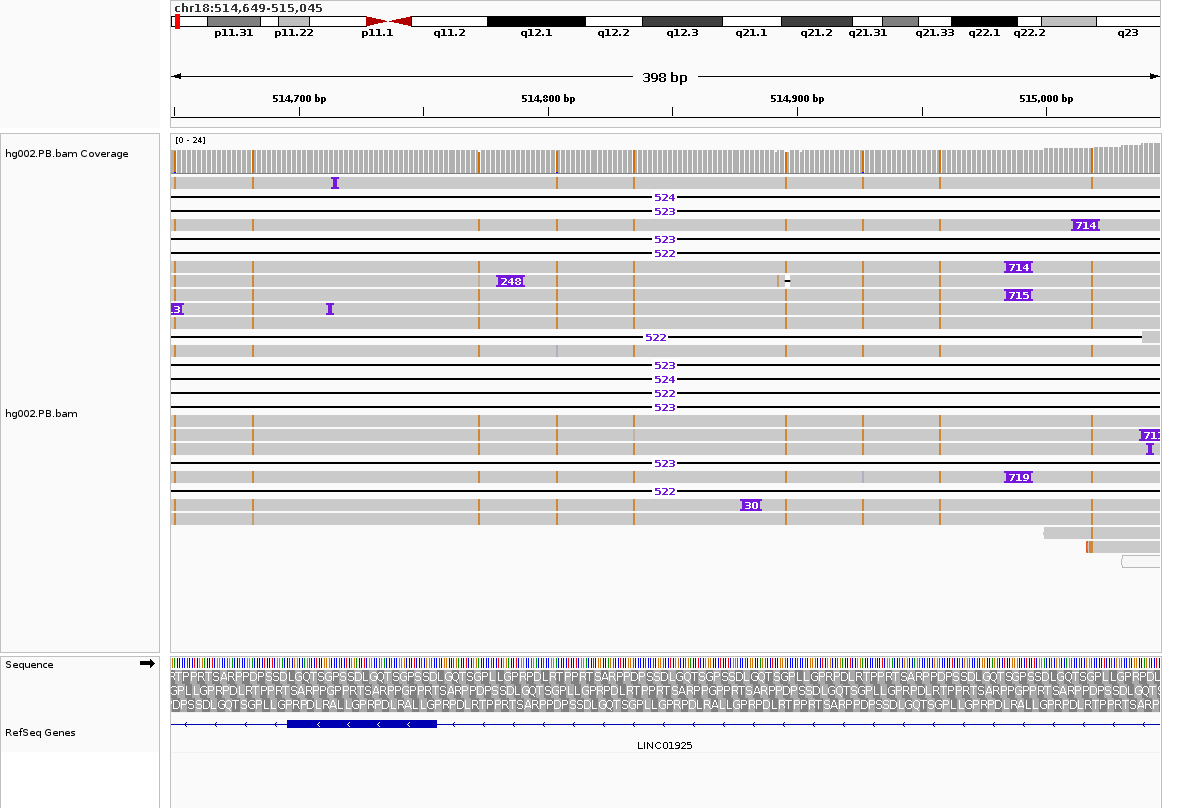 chr18:514,649-515,045
p11.31 p11.22 p11.1 q11.2 q12.1 q12.2 q12.3 q21.1 q21.2 q21.31 q21.33 q22.1 q22.2 q23
398 bp
514,700 bp 514,800 bp 514,900 bp 515,000 bp
[0 - 24]
hg002.PB.bam Coverage
524
523
714
523
522
714
248
715
3
522
523
524
522
523
hg002.PB.bam
71
523
719
522
30
Sequence
RefSeq Genes
LINC01925